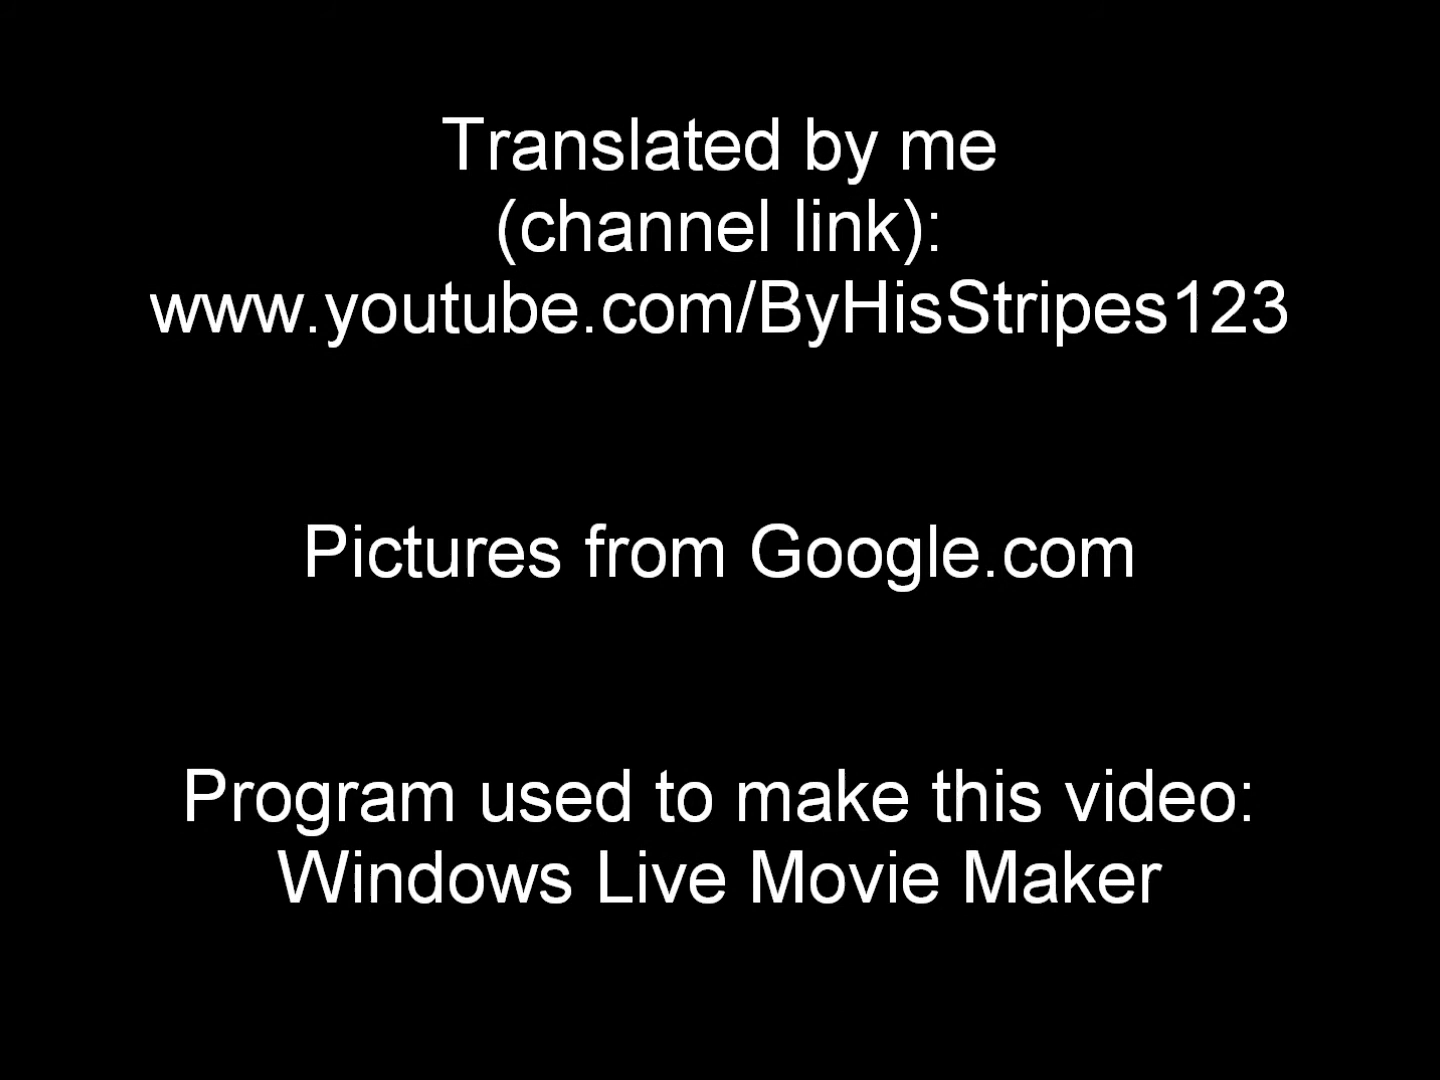 Translated by me
(channel link):
www.youtube.com/ByHisStripes123
Pictures from Google.com
Program used to make this video:
Windows Live Movie Maker